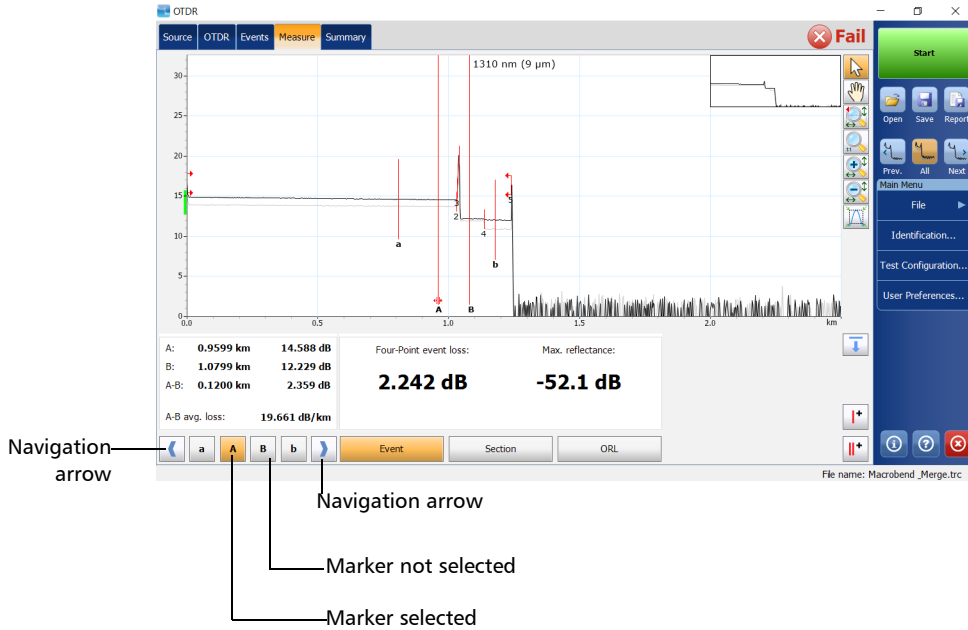 OTDR
Source OTDR Events Measure Summary
Fail
Start
1310 nm (9 µm)
30
25
20
15
10
5
0
0.0 0.5 1.0 1.5 2.0 km
a A B b
2 3 4 5
Open Save Report
Prev. All Next
Main Menu
File
Identification...
Test Configuration...
User Preferences...
A: 0.9599 km 14.588 dB
B: 1.0799 km 12.229 dB
A-B: 0.1200 km 2.359 dB
A-B avg. loss: 19.661 dB/km
Four-Point event loss: Max. reflectance:
2.242 dB -52.1 dB
a A B b Event Section ORL
File name: Macrobend _Merge.trc
Navigation
arrow
Navigation arrow
Marker not selected
Marker selected